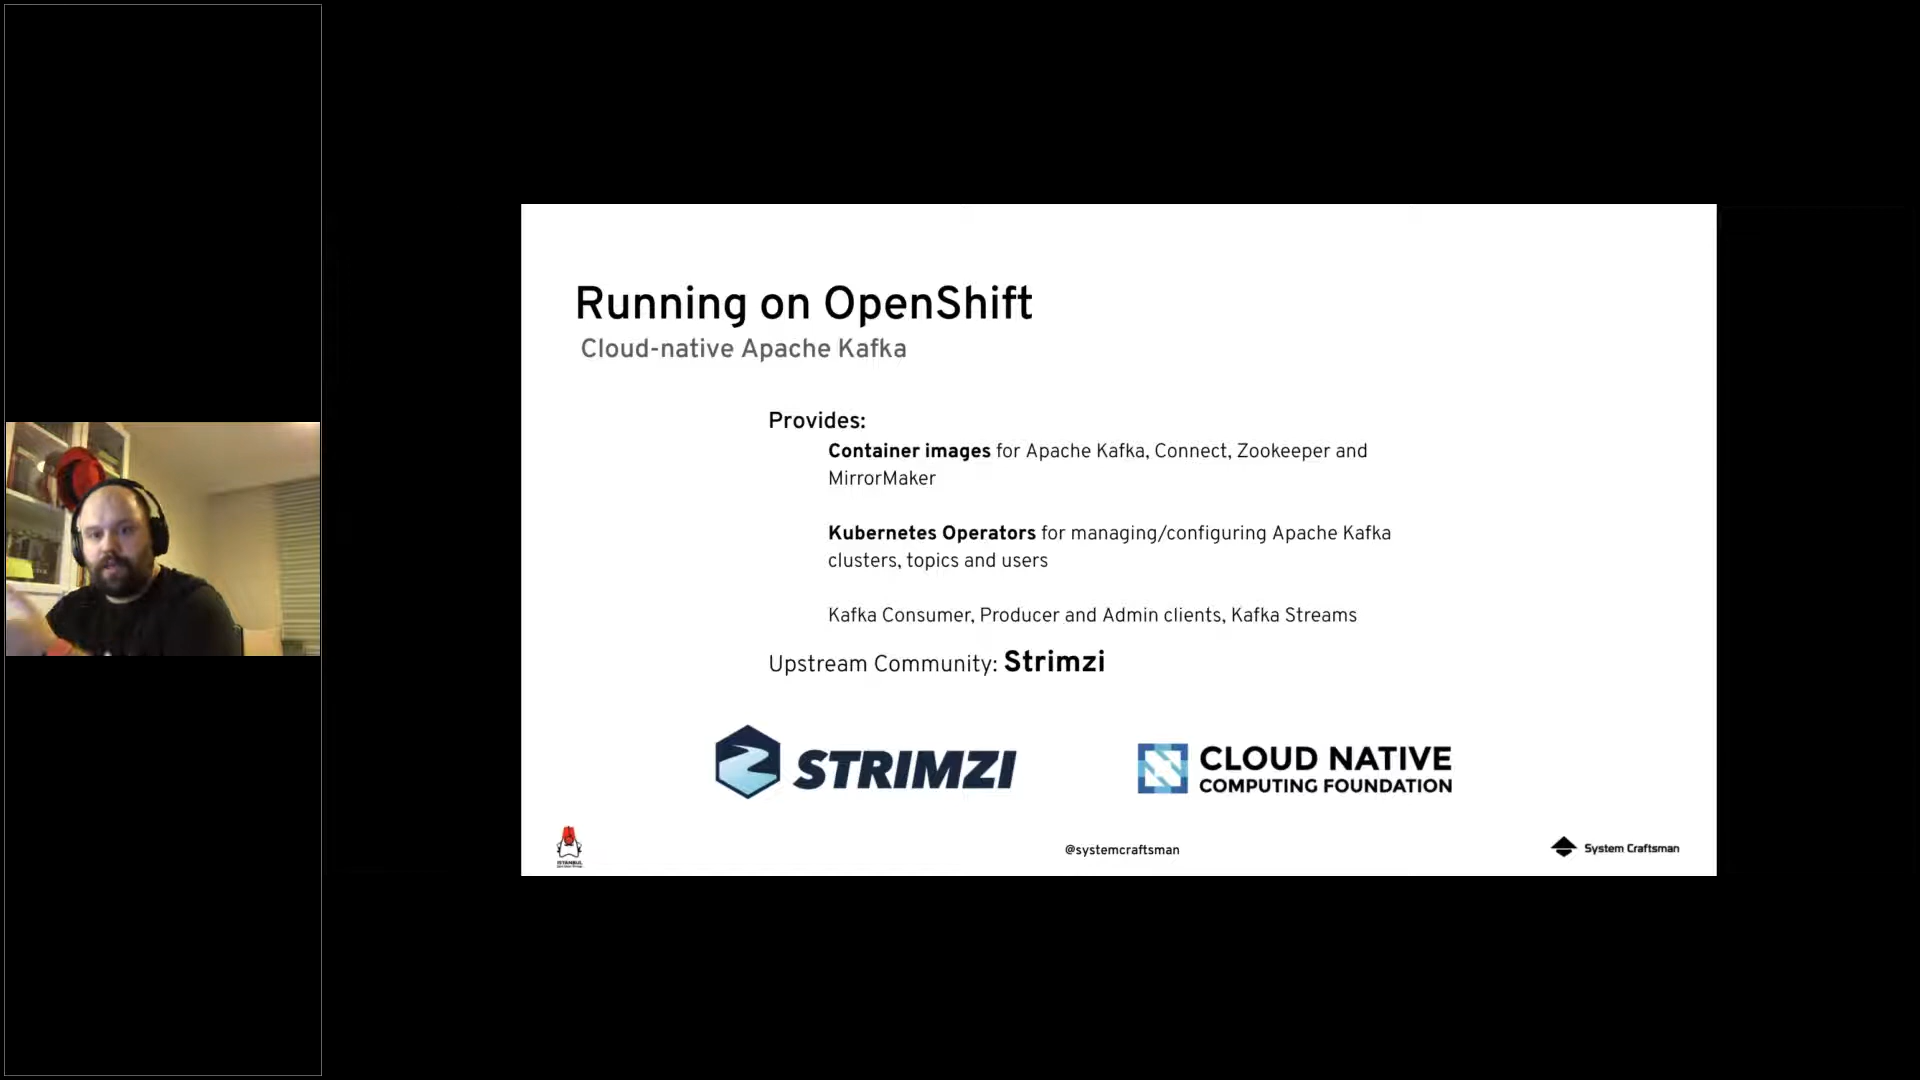 Running on OpenShift
Cloud-native Apache Kafka
Provides:
Container images for Apache Kafka, Connect, Zookeeper and
MirrorMaker
Kubernetes Operators for managing/configuring Apache Kafka
clusters, topics and users
Kafka Consumer, Producer and Admin clients, Kafka Streams
Upstream Community: Strimzi
STRIMZI
CLOUD NATIVE
COMPUTING FOUNDATION
ISTANBUL
@systemcraftsman
System Craftsman